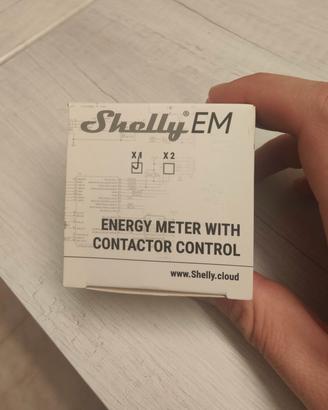 Shelly® EM
X1 X2
ENERGY METER WITH
CONTACTOR CONTROL
www.Shelly.cloud